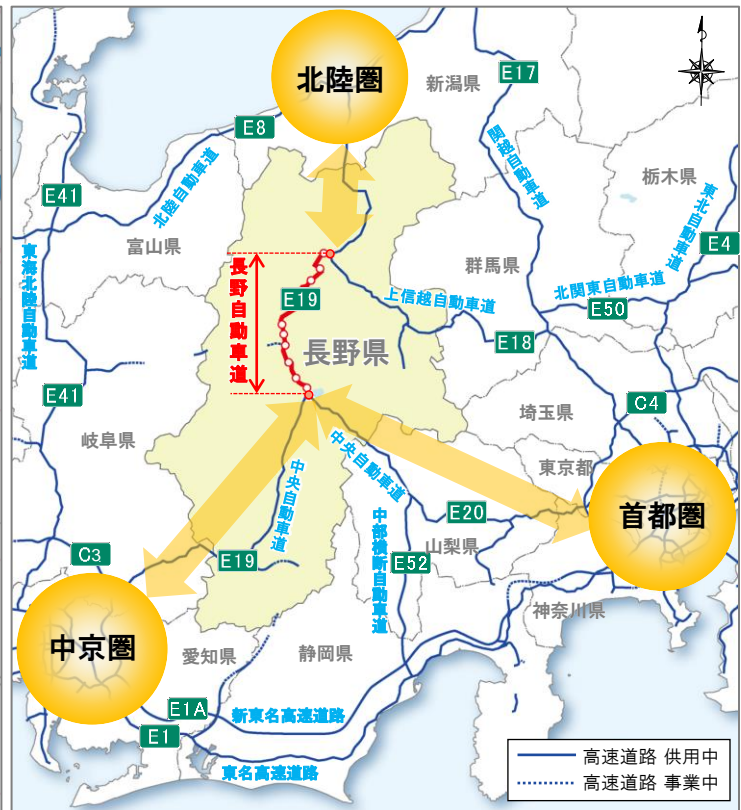 北陸圏
新潟県
E17
E8
関越自動車道
栃木県
E41
北陸自動車道
東北自動車道
E4
富山県
東海北陸自動車道
群馬県
長野自動車道
E19
上信越自動車道
北関東自動車道
E50
長野県
E18
E41
埼玉県
C4
岐阜県
東京都
中央自動車道
中央自動車道
首都圏
E20
中部横断自動車道
山梨県
C3
E19
E52
神奈川県
中京圏
愛知県
静岡県
E1A
新東名高速道路
E1
東名高速道路
高速道路 供用中
高速道路 事業中